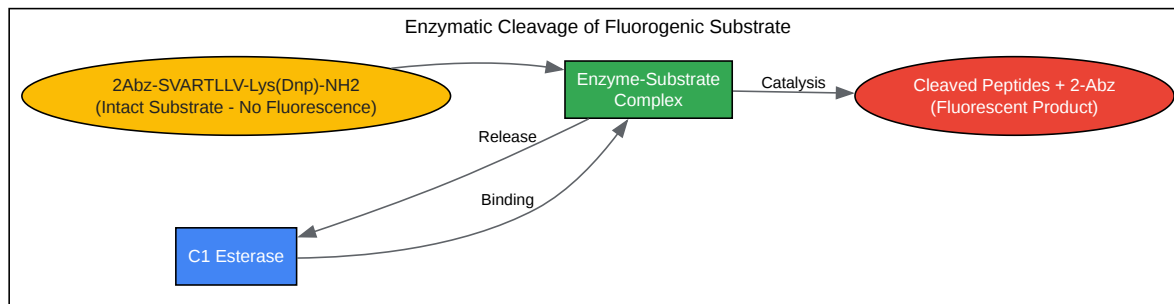 Enzymatic Cleavage of Fluorogenic Substrate
2Abz-SVARTLLV-Lys(Dnp)-NH2
(Intact Substrate - No Fluorescence)
Enzyme-Substrate
Complex
Catalysis
Cleaved Peptides + 2-Abz
(Fluorescent Product)
Release
Binding
C1 Esterase